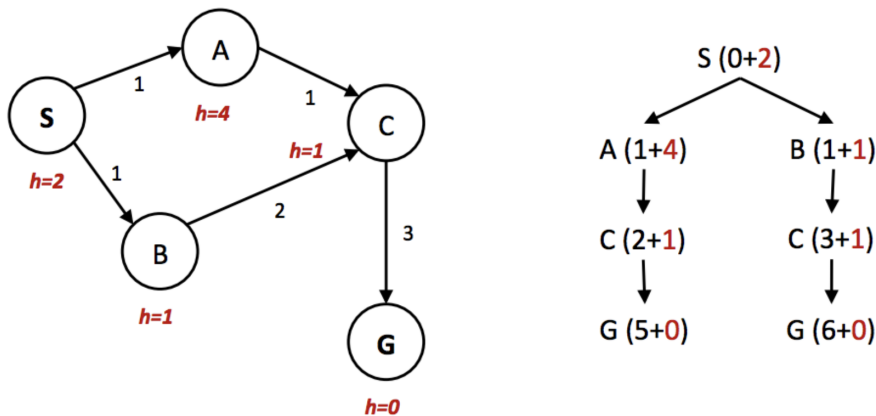 A
1
1
S
h=4
C
h=1
h=2
1
2
B
3
h=1
G
h=0
S (0+2)
A (1+4)
B (1+1)
C (2+1)
C (3+1)
G (5+0)
G (6+0)